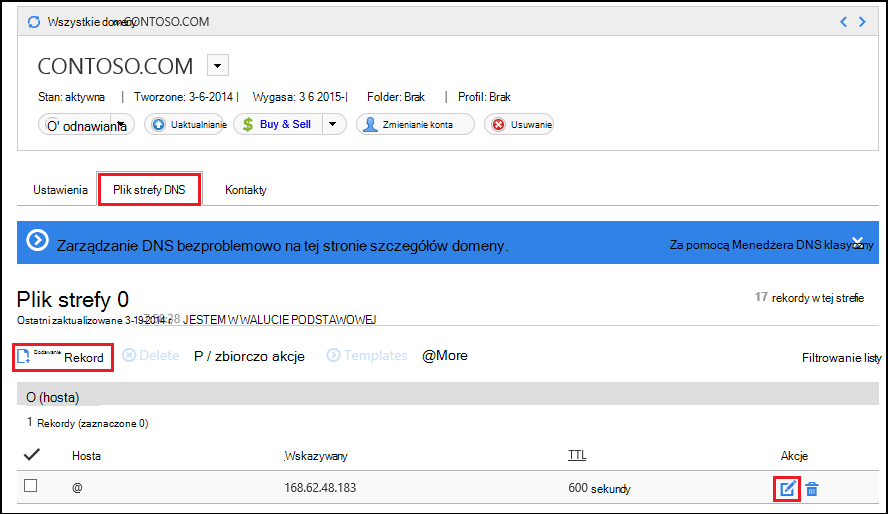 Wszystkie domeny CONTOSO.COM
CONTOSO.COM
Stan: aktywna | Tworzone: 3-6-2014 | Wygasa: 3 6 2015-| Folder: Brak | Profil: Brak
O' odnawiania Uaktualnianie $ Buy & Sell Zmienianie konta Usuwanie
Ustawienia Plik strefy DNS Kontakty
Zarządzanie DNS bezproblemowo na tej stronie szczegółów domeny. Za pomocą Menedżera DNS klasyczny
Plik strefy 0 17 rekordy w tej strefie
Ostatni zaktualizowane 3-19-2014 r JESTEM W WALUCIE PODSTAWOWEJ
Dodawanie Rekord Delete P / zbiorczo akcje Templates @More Filtrowanie listy
O (hosta)
1 Rekordy (zaznaczone 0)
Hosta Wskazywany TTL Akcje
@ 168.62.48.183 600 sekundy